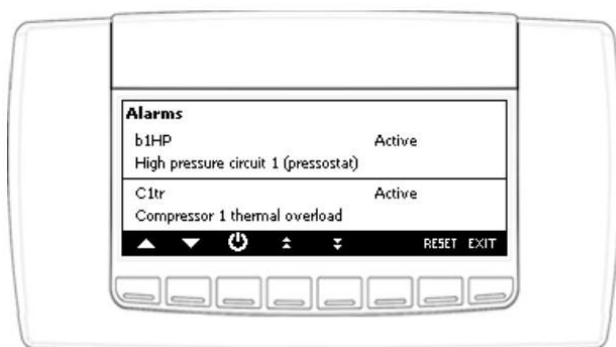 Alarms
b1HP Active
High pressure circuit 1 (pressostat)
C1tr Active
Compressor 1 thermal overload
RESET EXIT